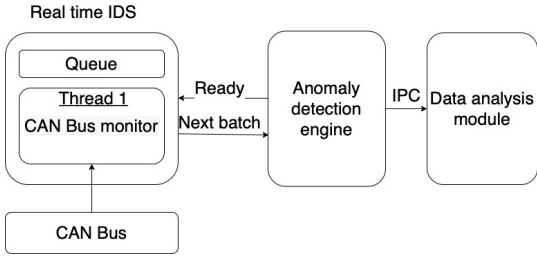 Real time IDS
Queue
Thread 1
CAN Bus monitor
CAN Bus
Ready
Next batch
Anomaly
detection
engine
IPC
Data analysis
module